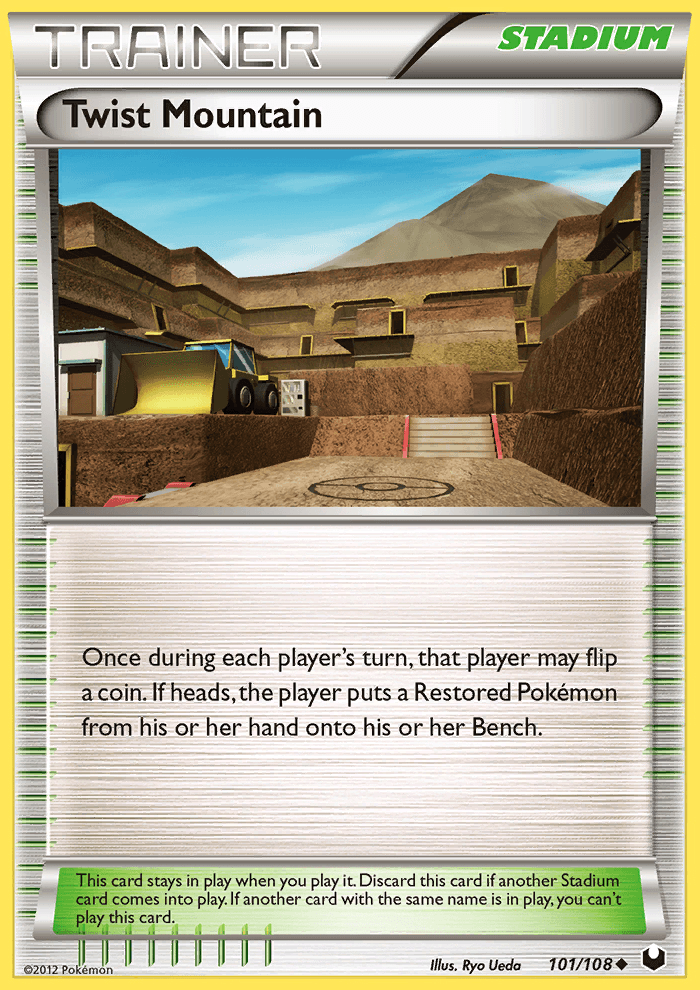 TRAINER
STADIUM
Twist Mountain
Once during each player's turn, that player may flip
a coin. If heads, the player puts a Restored Pokémon
from his or her hand onto his or her Bench.
This card stays in play when you play it. Discard this card if another Stadium
card comes into play. If another card with the same name is in play, you can't
play this card.
©2012 Pokémon
Illus. Ryo Ueda
101/108